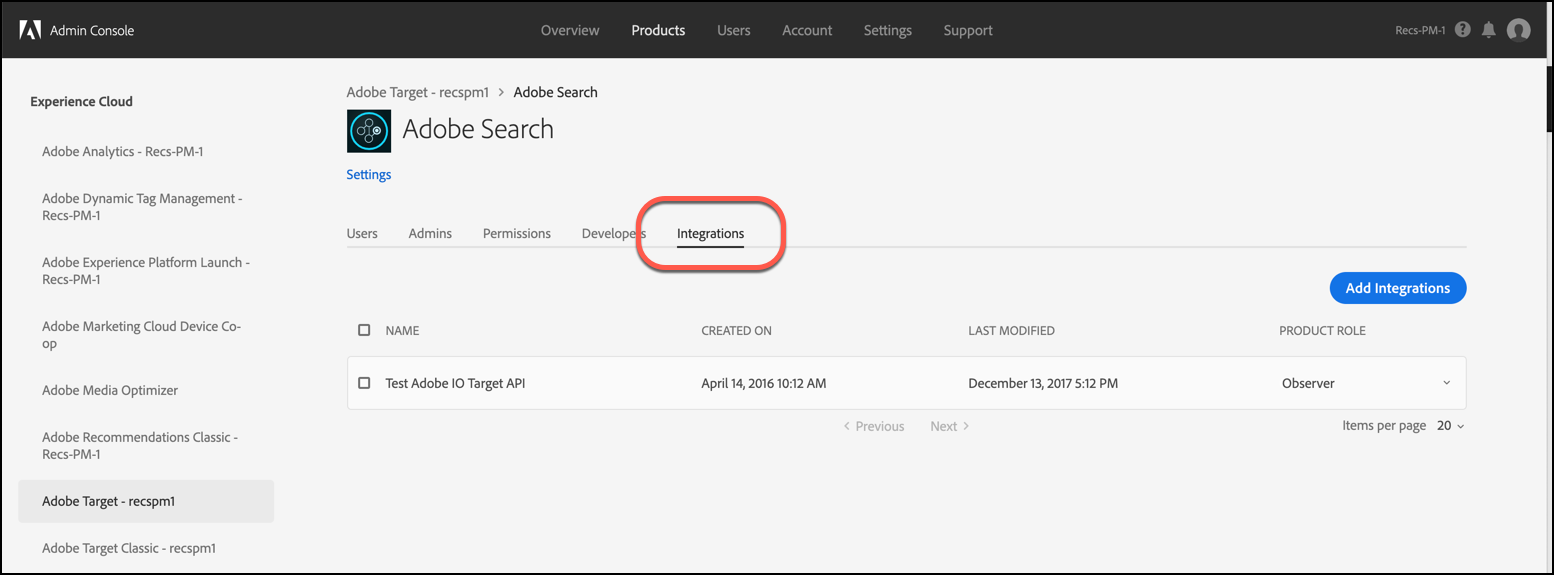 Admin Console
Overview Products Users Account Settings Support
Recs-PM-1 ?
Experience Cloud
Adobe Analytics - Recs-PM-1
Adobe Dynamic Tag Management -
Recs-PM-1
Adobe Experience Platform Launch -
Recs-PM-1
Adobe Marketing Cloud Device Co-
op
Adobe Media Optimizer
Adobe Recommendations Classic -
Recs-PM-1
Adobe Target - recspm1
Adobe Target Classic - recspm1
Adobe Target - recspm1 > Adobe Search
Adobe Search
Settings
Users Admins Permissions Developers Integrations
Add Integrations
NAME CREATED ON LAST MODIFIED PRODUCT ROLE
Test Adobe IO Target API April 14, 2016 10:12 AM December 13, 2017 5:12 PM Observer
< Previous Next > Items per page 20